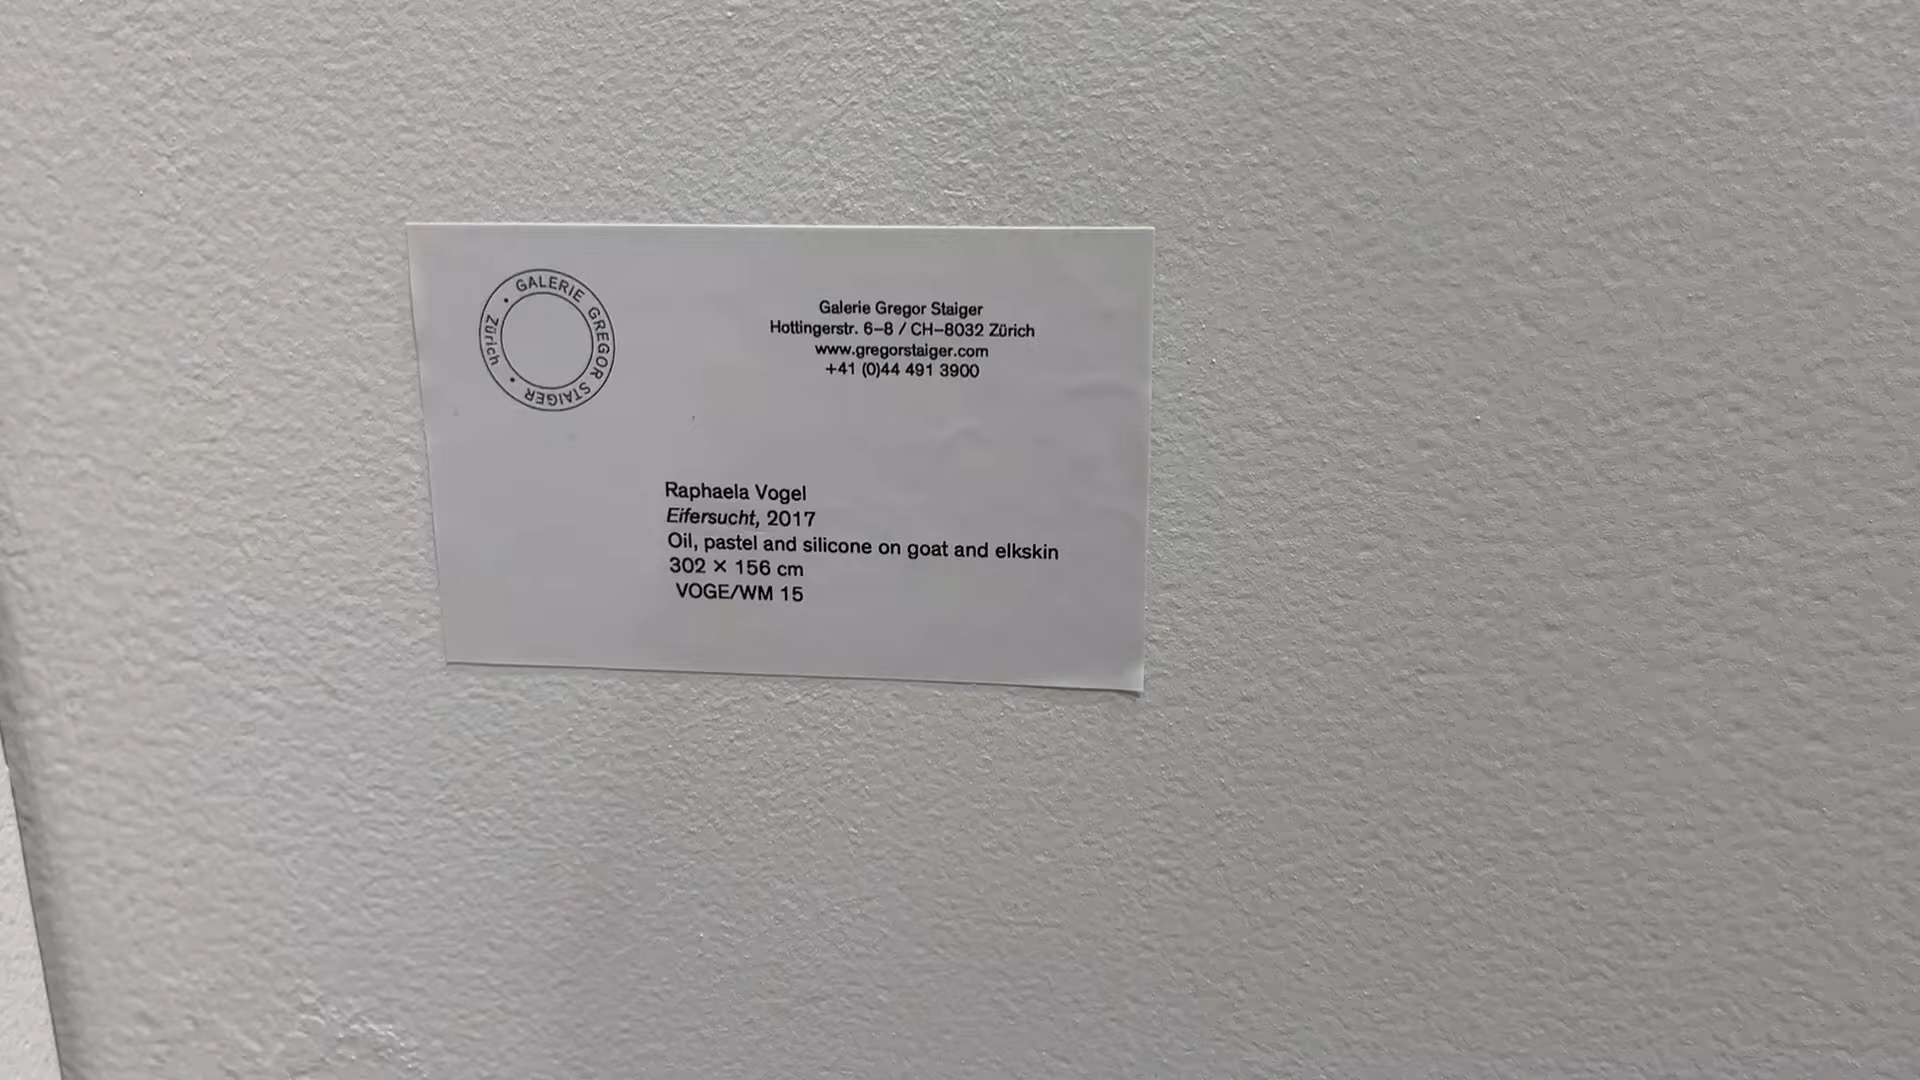 GALERIE GREGOR STAIGER • Zürich •
Galerie Gregor Staiger
Hottingerstr. 6–8 / CH–8032 Zürich
www.gregorstaiger.com
+41 (0)44 491 3900
Raphaela Vogel
Eifersucht, 2017
Oil, pastel and silicone on goat and elkskin
302 × 156 cm
VOGE/WM 15